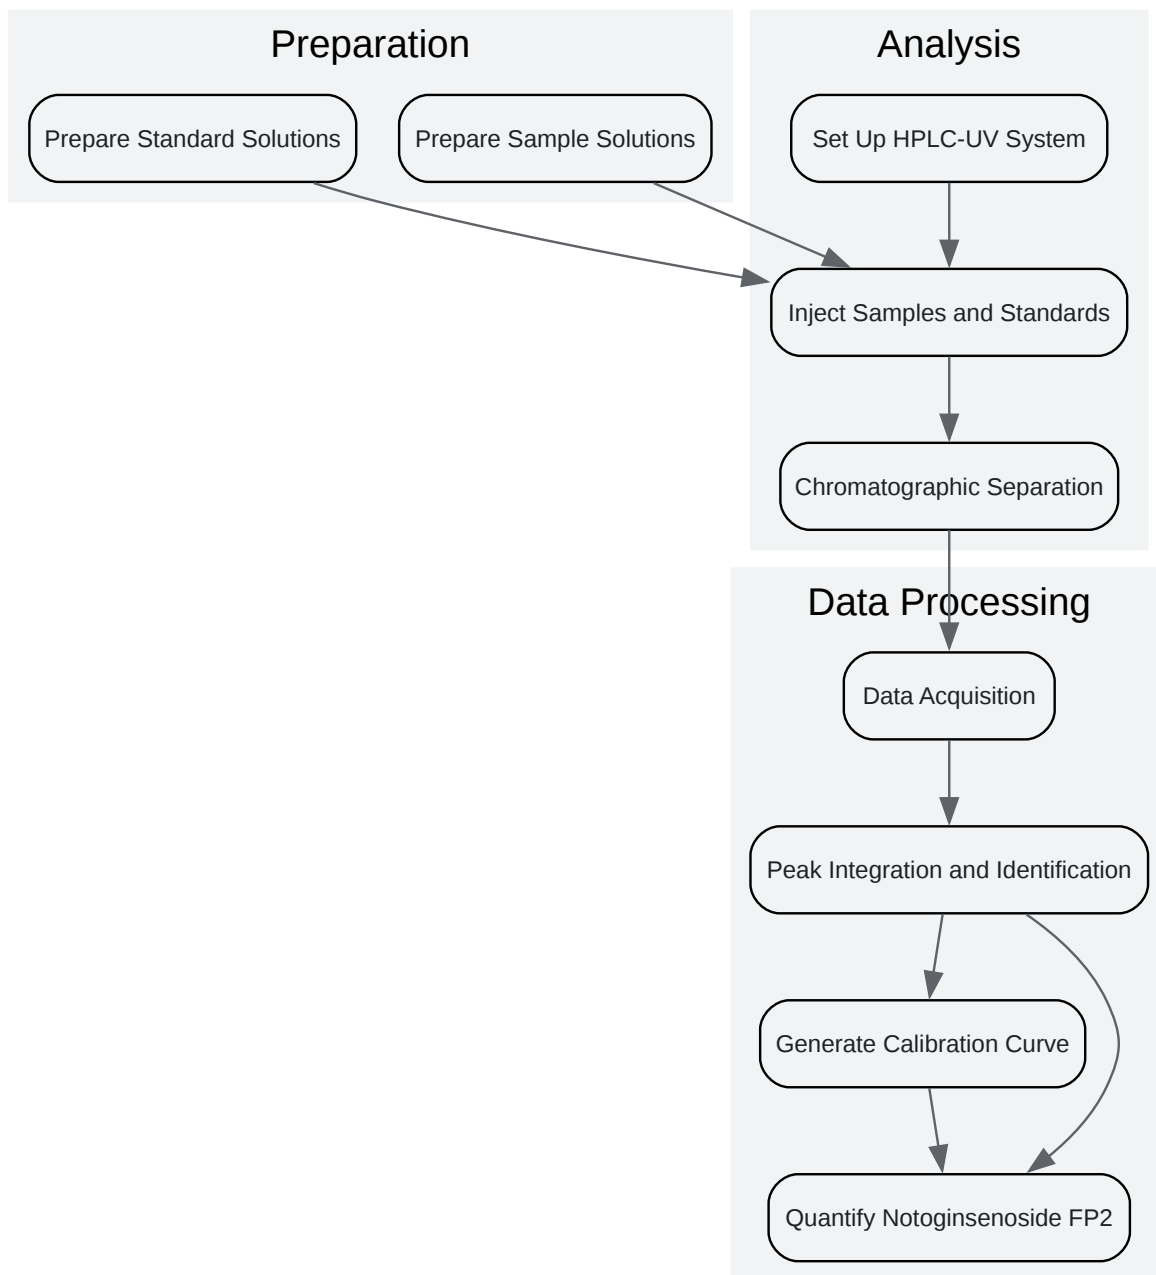 Preparation
Prepare Standard Solutions
Prepare Sample Solutions
Analysis
Set Up HPLC-UV System
Inject Samples and Standards
Chromatographic Separation
Data Processing
Data Acquisition
Peak Integration and Identification
Generate Calibration Curve
Quantify Notoginsenoside FP2